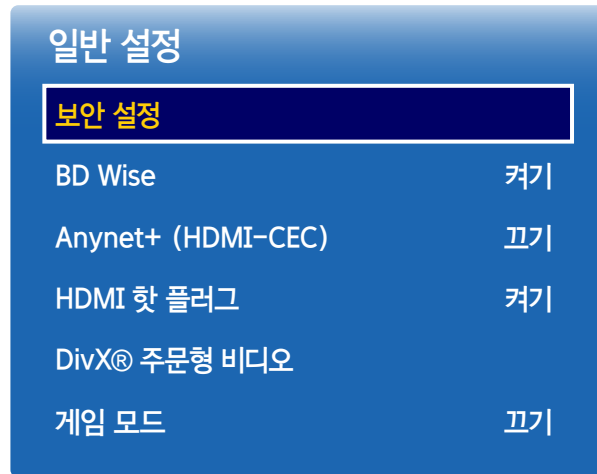 일반 설정
보안 설정
BD Wise 켜기
Anynet+ (HDMI-CEC) 끄기
HDMI 핫 플러그 켜기
DivX® 주문형 비디오
게임 모드 끄기